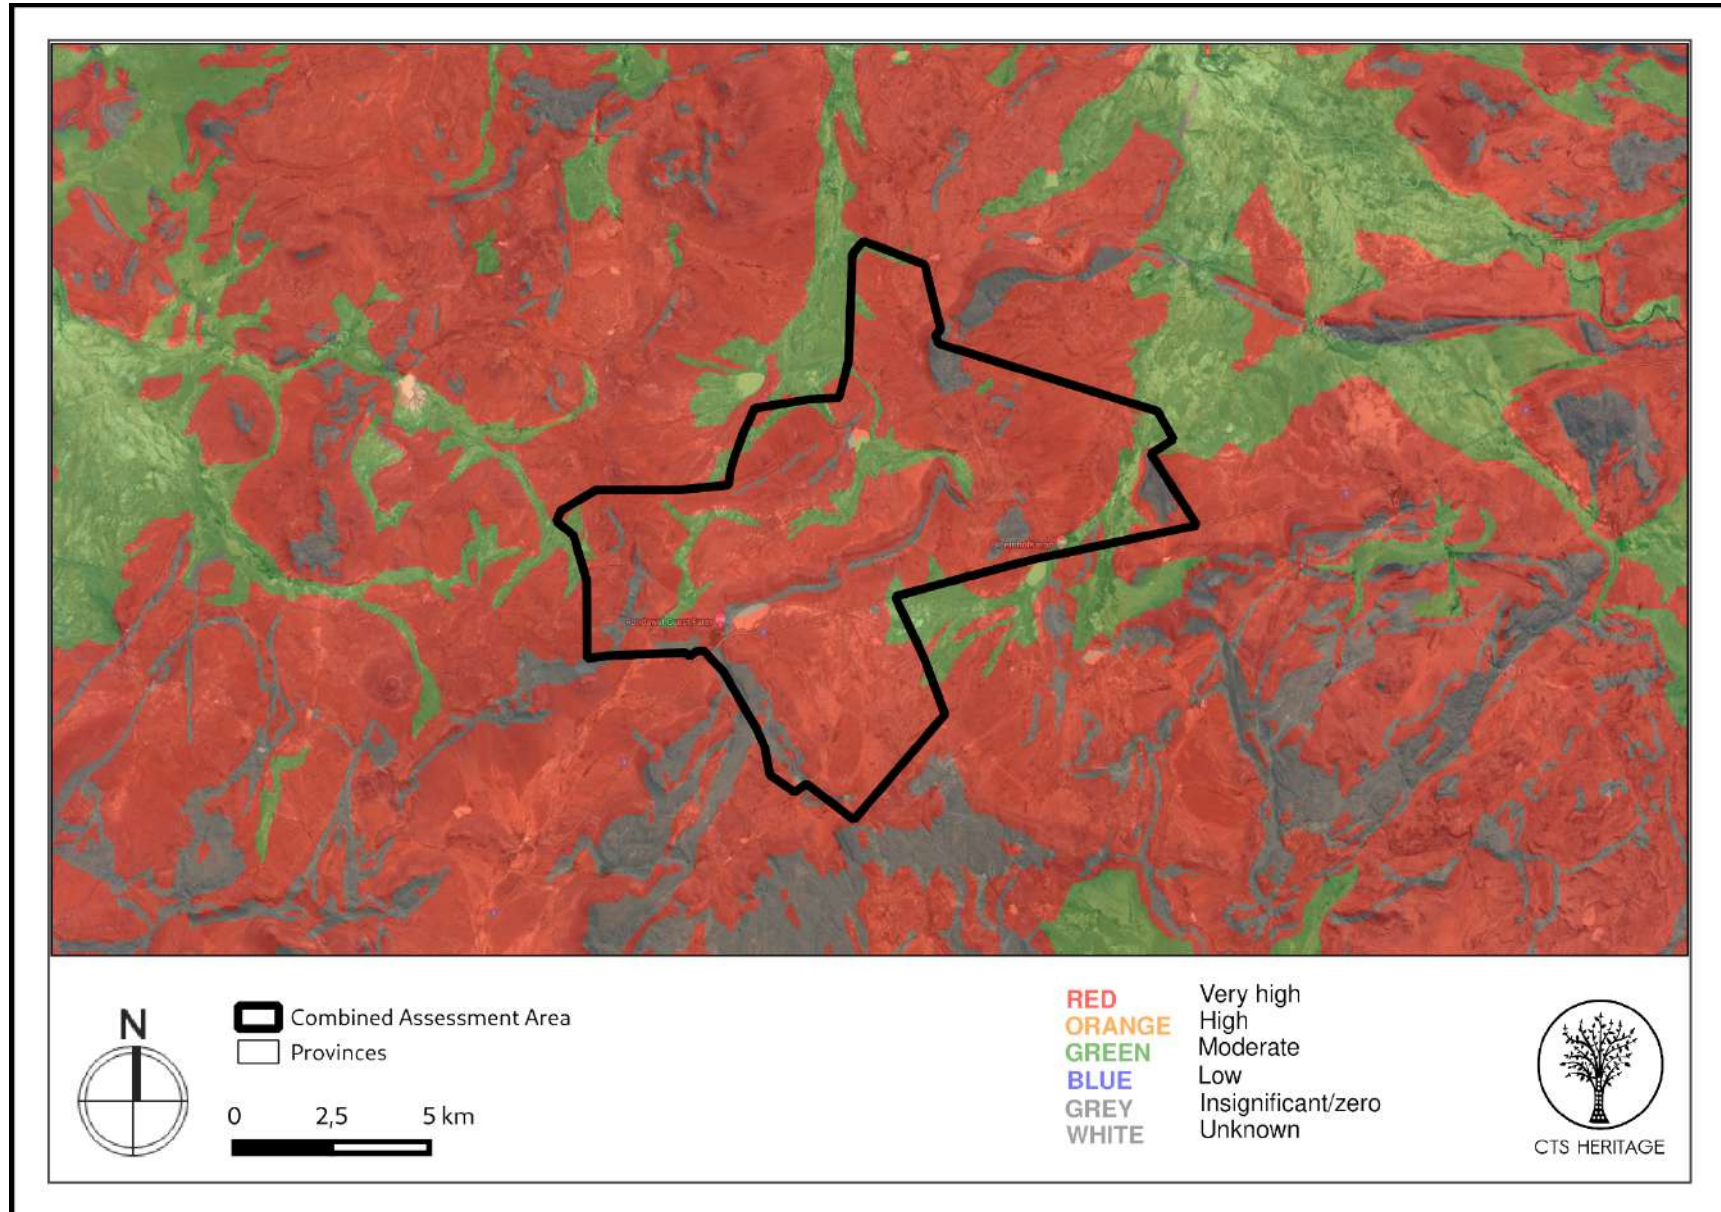 N
Combined Assessment Area
Provinces
0 2,5 5 km
RED Very high
ORANGE High
GREEN Moderate
BLUE Low
GREY Insignificant/zero
WHITE Unknown
CTS HERITAGE